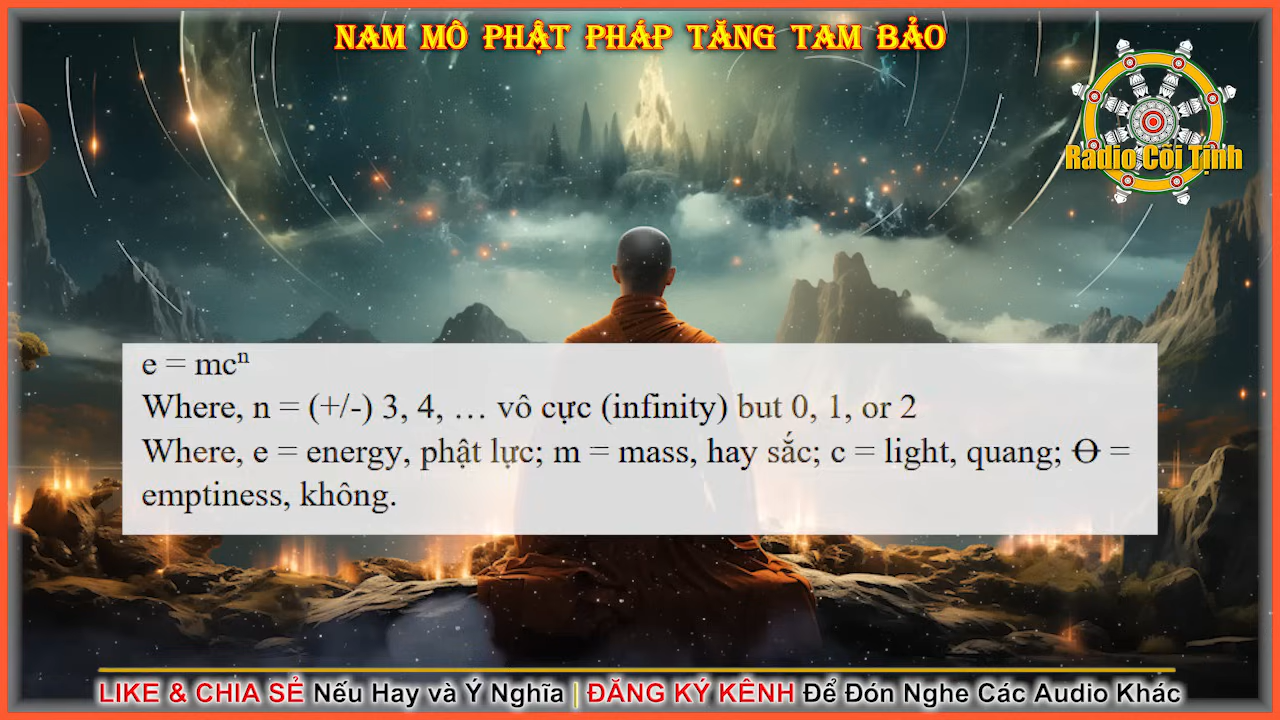 NAM MÔ PHẬT PHÁP TĂNG TAM BẢO
Radio Cõi Tịnh
e = mcⁿ
Where, n = (+/-) 3, 4, … vô cực (infinity) but 0, 1, or 2
Where, e = energy, phật lực; m = mass, hay sắc; c = light, quang; O̶ =
emptiness, không.
LIKE & CHIA SẺ Nếu Hay và Ý Nghĩa | ĐĂNG KÝ KÊNH Để Đón Nghe Các Audio Khác